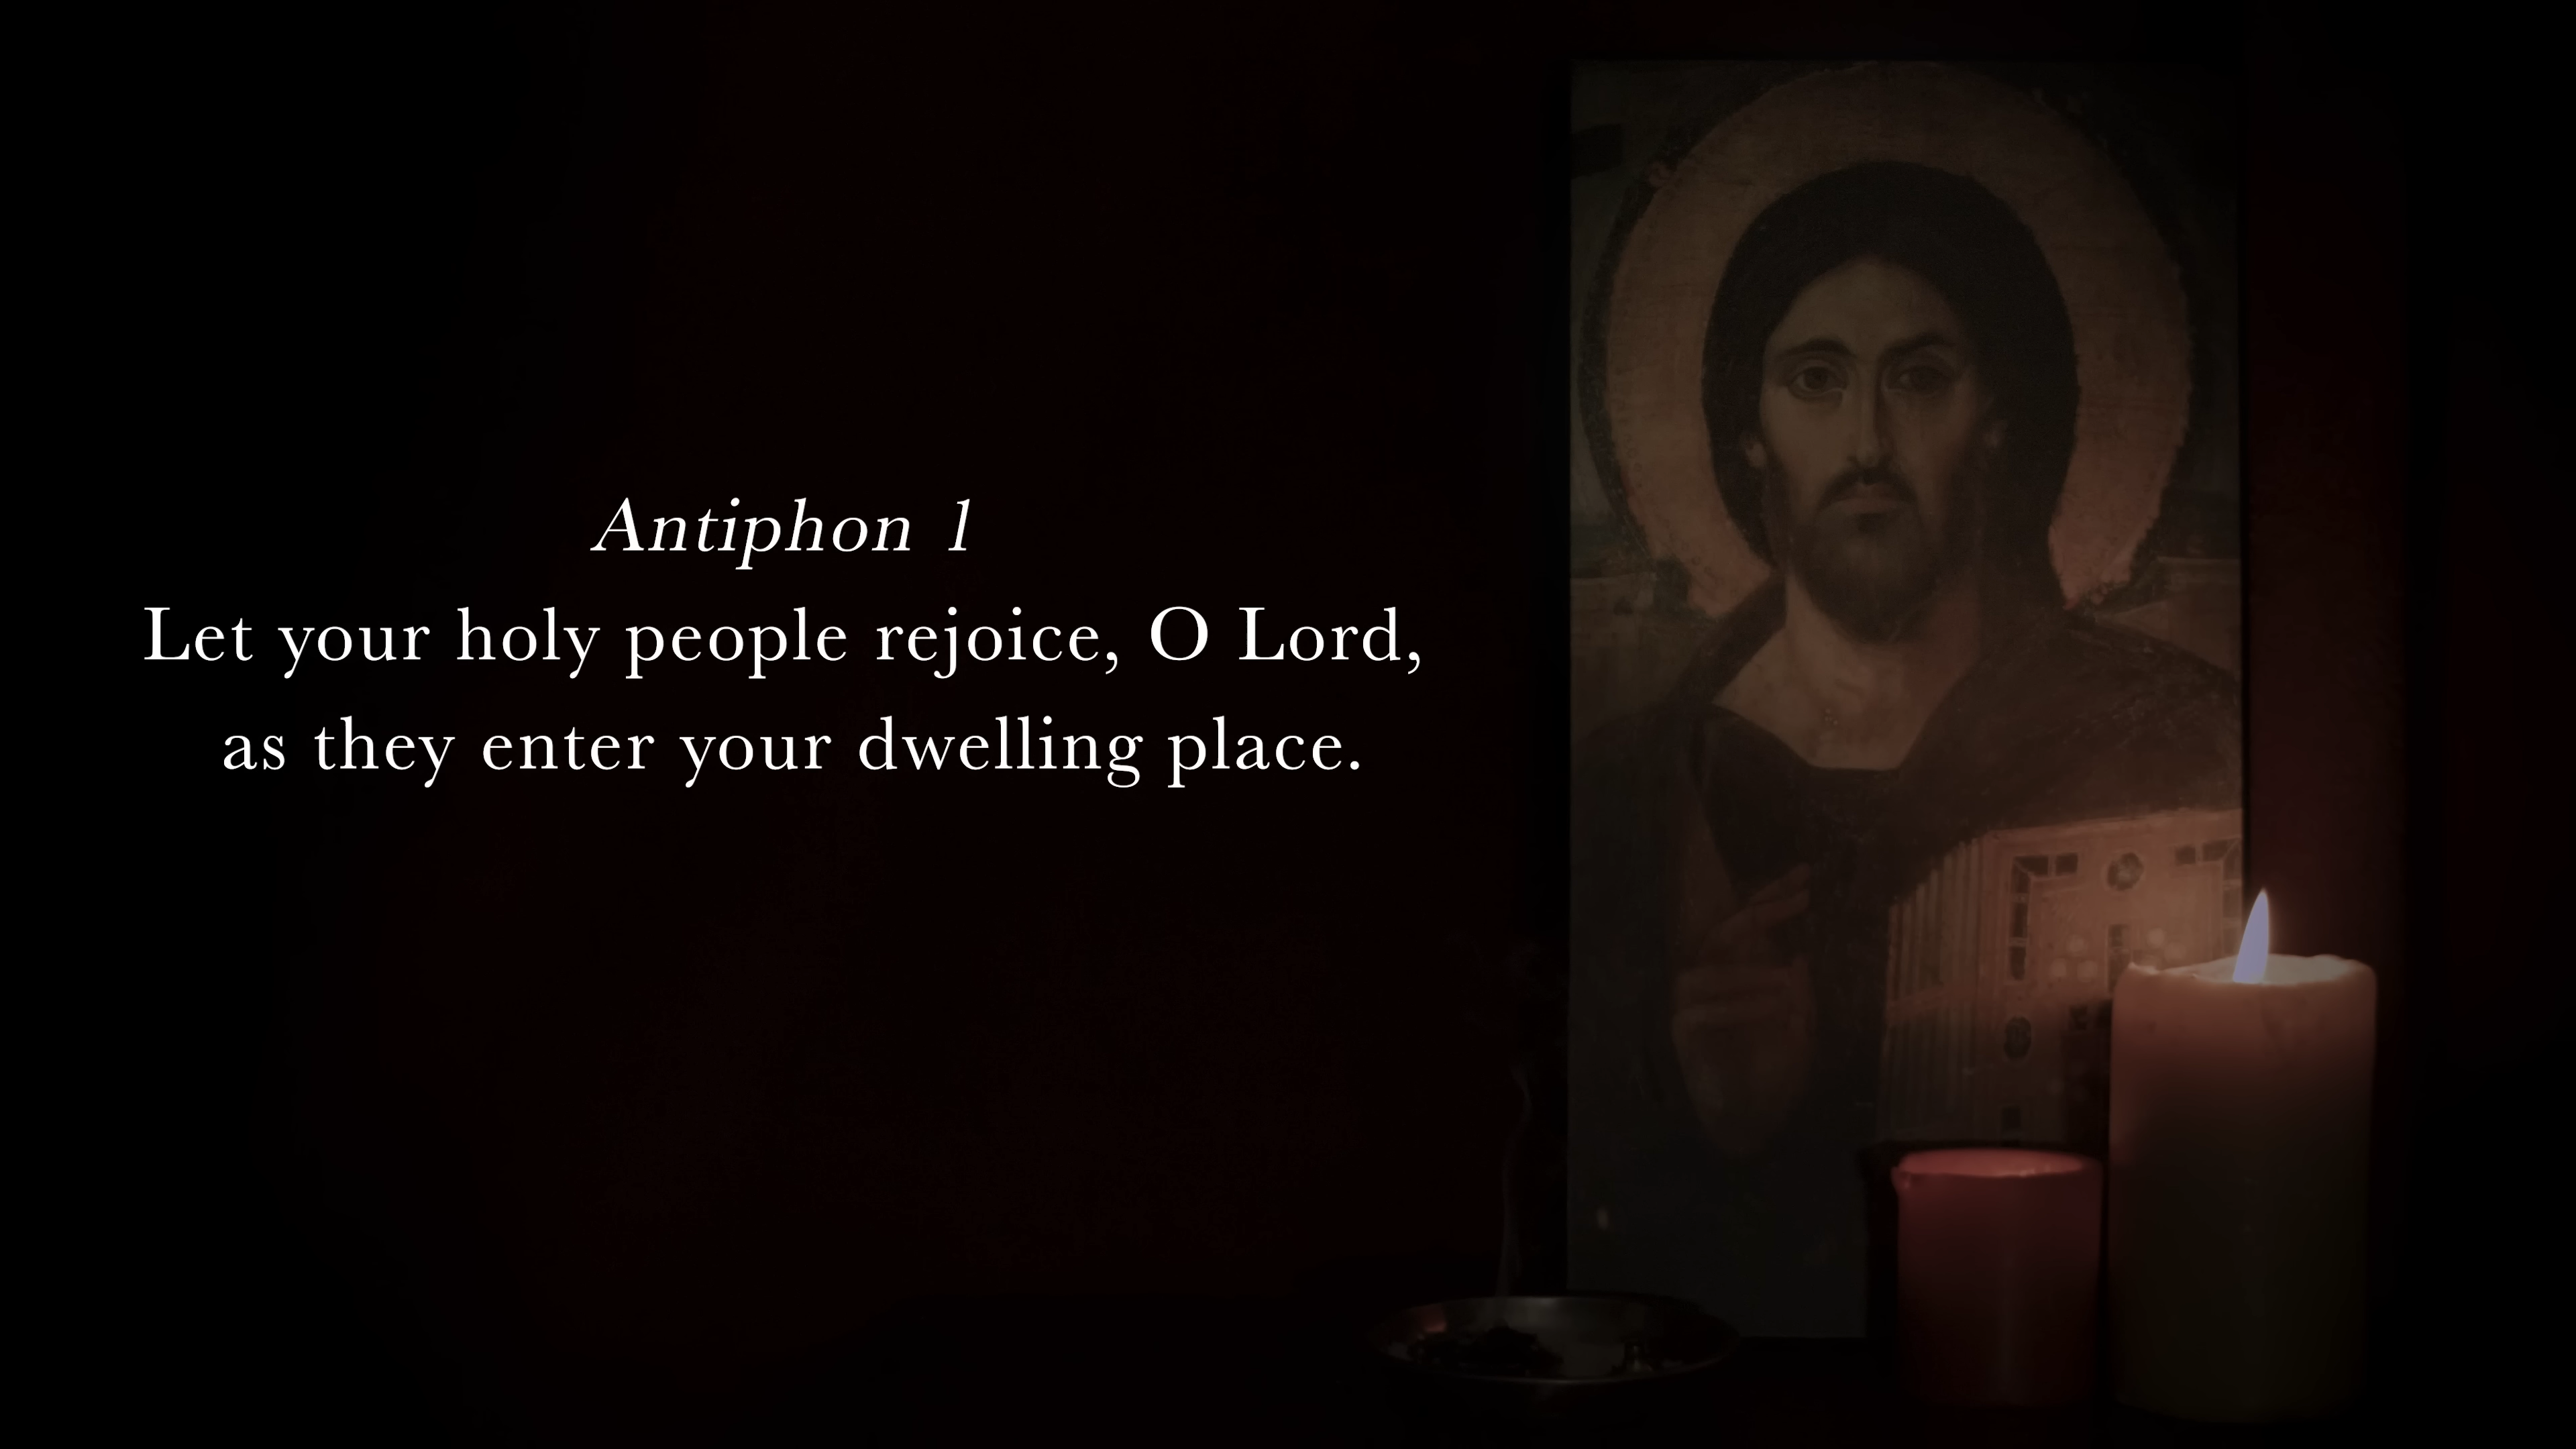 Antiphon 1
Let your holy people rejoice, O Lord,
as they enter your dwelling place.